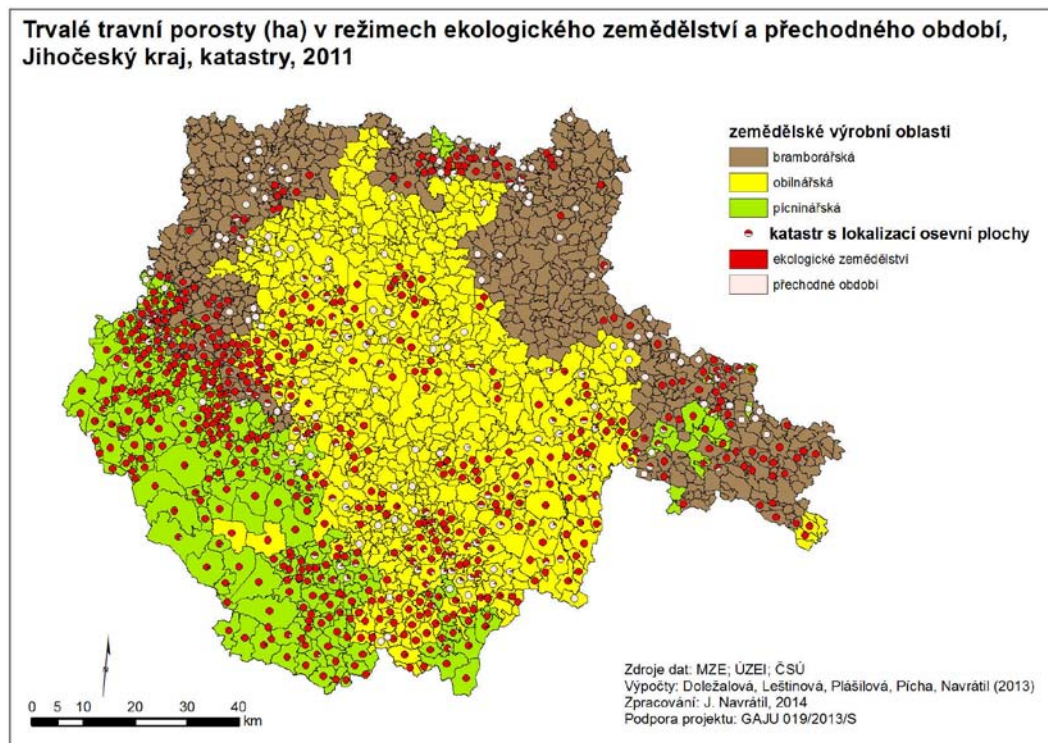 Trvalé travní porosty (ha) v režimech ekologického zemědělství a přechodného období,
Jihočeský kraj, katastry, 2011
zemědělské výrobní oblasti
bramborářská
obilnářská
pícninářská
katastr s lokalizací osevní plochy
ekologické zemědělství
přechodné období
Zdroje dat: MZE; ÚZEI; ČSÚ
Výpočty: Doležalová, Leštinová, Plášilová, Pícha, Navrátil (2013)
Zpracování: J. Navrátil, 2014
Podpora projektu: GAJU 019/2013/S
0 5 10 20 30 40
km